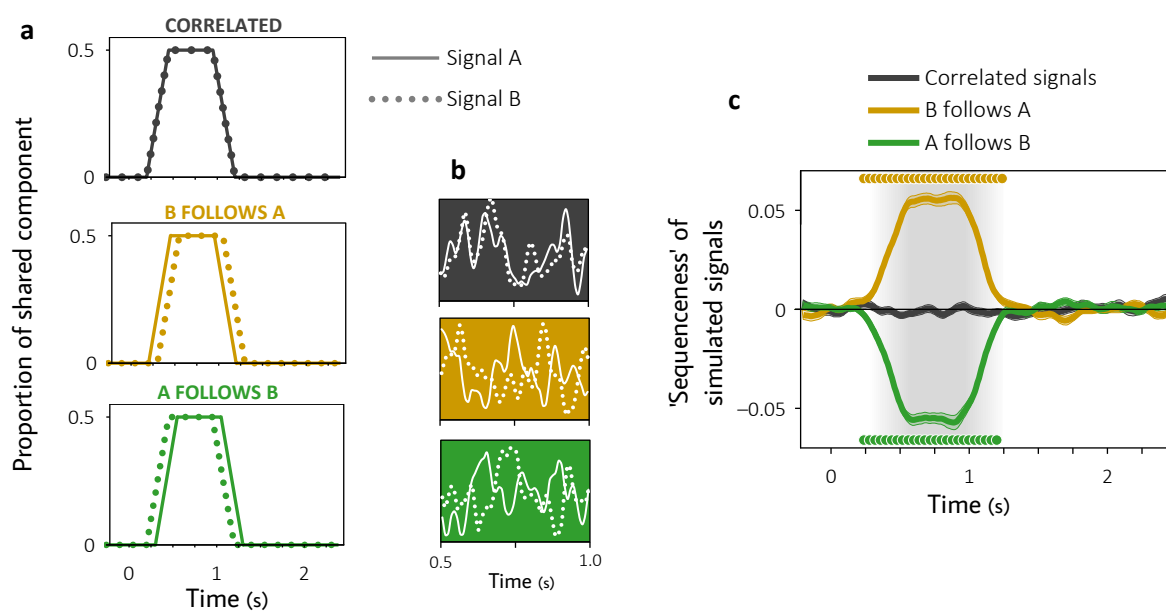 a
CORRELATED
0.5
0
Signal A
Signal B
B FOLLOWS A
0.5
0
A FOLLOWS B
0.5
0
0 1 2
Time (s)
Proportion of shared component
b
0.5 1.0
Time (s)
c
Correlated signals
B follows A
A follows B
0.05
0
−0.05
0 1 2
Time (s)
'Sequenceness' of
simulated signals